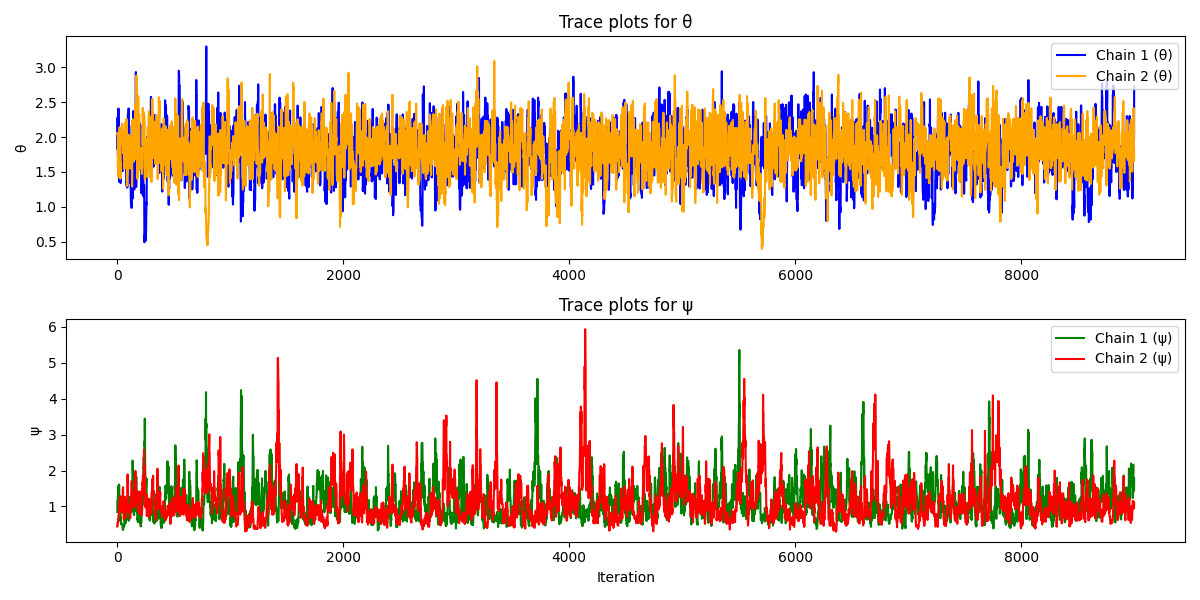 Trace plots for θ
3.0
2.5
2.0
1.5
1.0
0.5
θ
Chain 1 (θ)
Chain 2 (θ)
0 2000 4000 6000 8000
Trace plots for ψ
6
5
4
3
2
1
ψ
Chain 1 (ψ)
Chain 2 (ψ)
0 2000 4000 6000 8000
Iteration